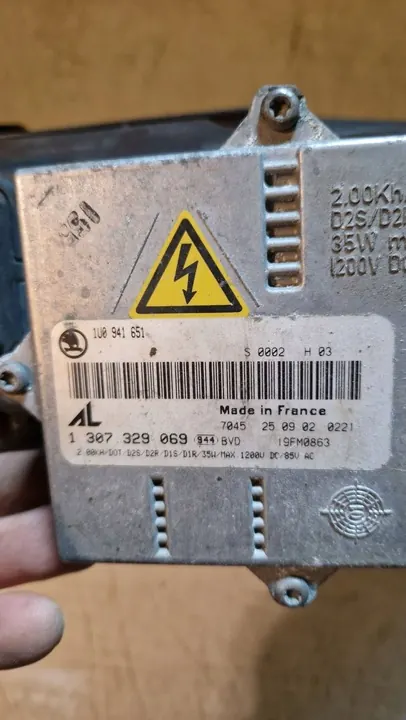 2.00Kh
D2S/D2
35W m
1200V D
1U0 941 651
S 0002 H 03
Made in France
AL
7045 25 09 02 0221
1 307 329 069 944 BVD 19FM0863
2.00KH/DOT/D2S/D2R/D1S/D1R/35W/MAX 1200V DC/85V AC